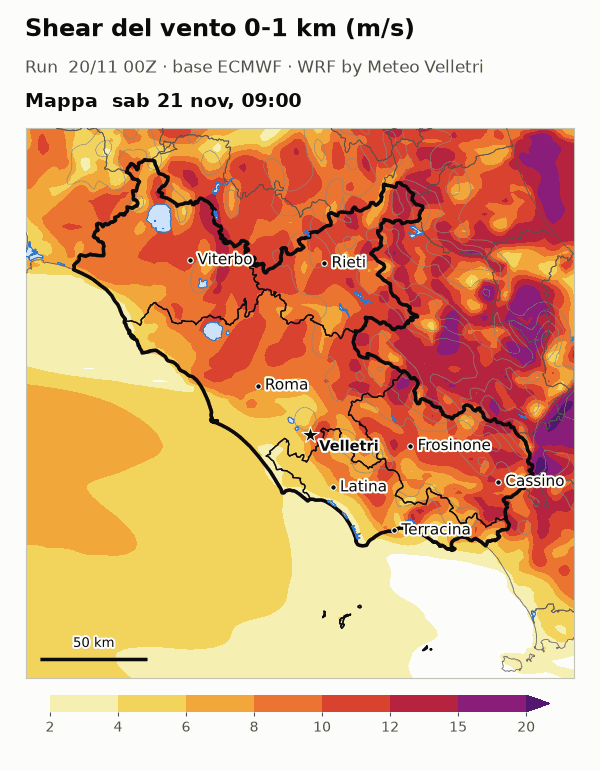 Shear del vento 0-1 km (m/s)
Run  20/11 00Z · base ECMWF · WRF by Meteo Velletri
Mappa  sab 21 nov, 09:00
Viterbo
Rieti
Roma
Velletri
Frosinone
Latina
Cassino
Terracina
50 km
2 4 6 8 10 12 15 20